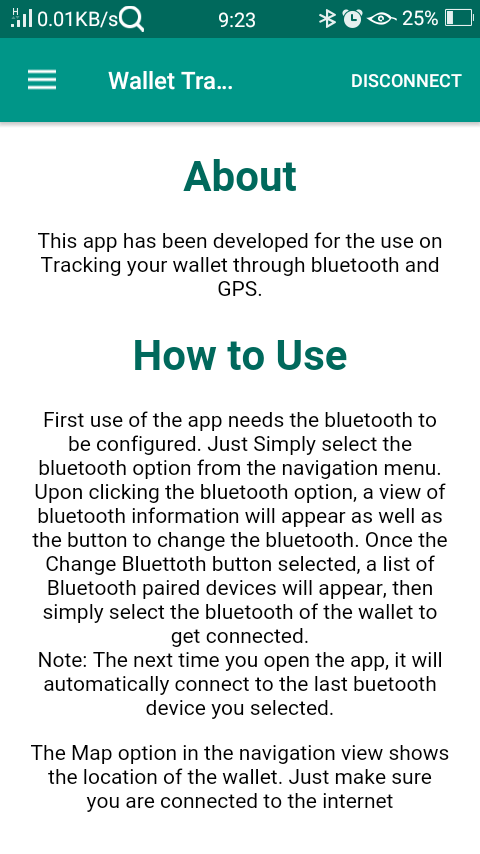 H
0.01KB/s
9:23
25%
Wallet Tra...
DISCONNECT
About
This app has been developed for the use on
Tracking your wallet through bluetooth and
GPS.
How to Use
First use of the app needs the bluetooth to
be configured. Just Simply select the
bluetooth option from the navigation menu.
Upon clicking the bluetooth option, a view of
bluetooth information will appear as well as
the button to change the bluetooth. Once the
Change Bluettoth button selected, a list of
Bluetooth paired devices will appear, then
simply select the bluetooth of the wallet to
get connected.
Note: The next time you open the app, it will
automatically connect to the last buetooth
device you selected.
The Map option in the navigation view shows
the location of the wallet. Just make sure
you are connected to the internet